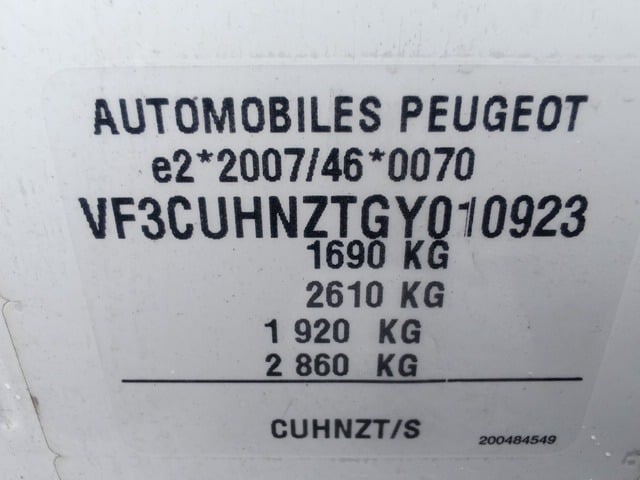 AUTOMOBILES PEUGEOT
e2*2007/46*0070
VF3CUHNZTGY010923
1690 KG
2610 KG
1 920 KG
2 860 KG
CUHNZT/S
200484549